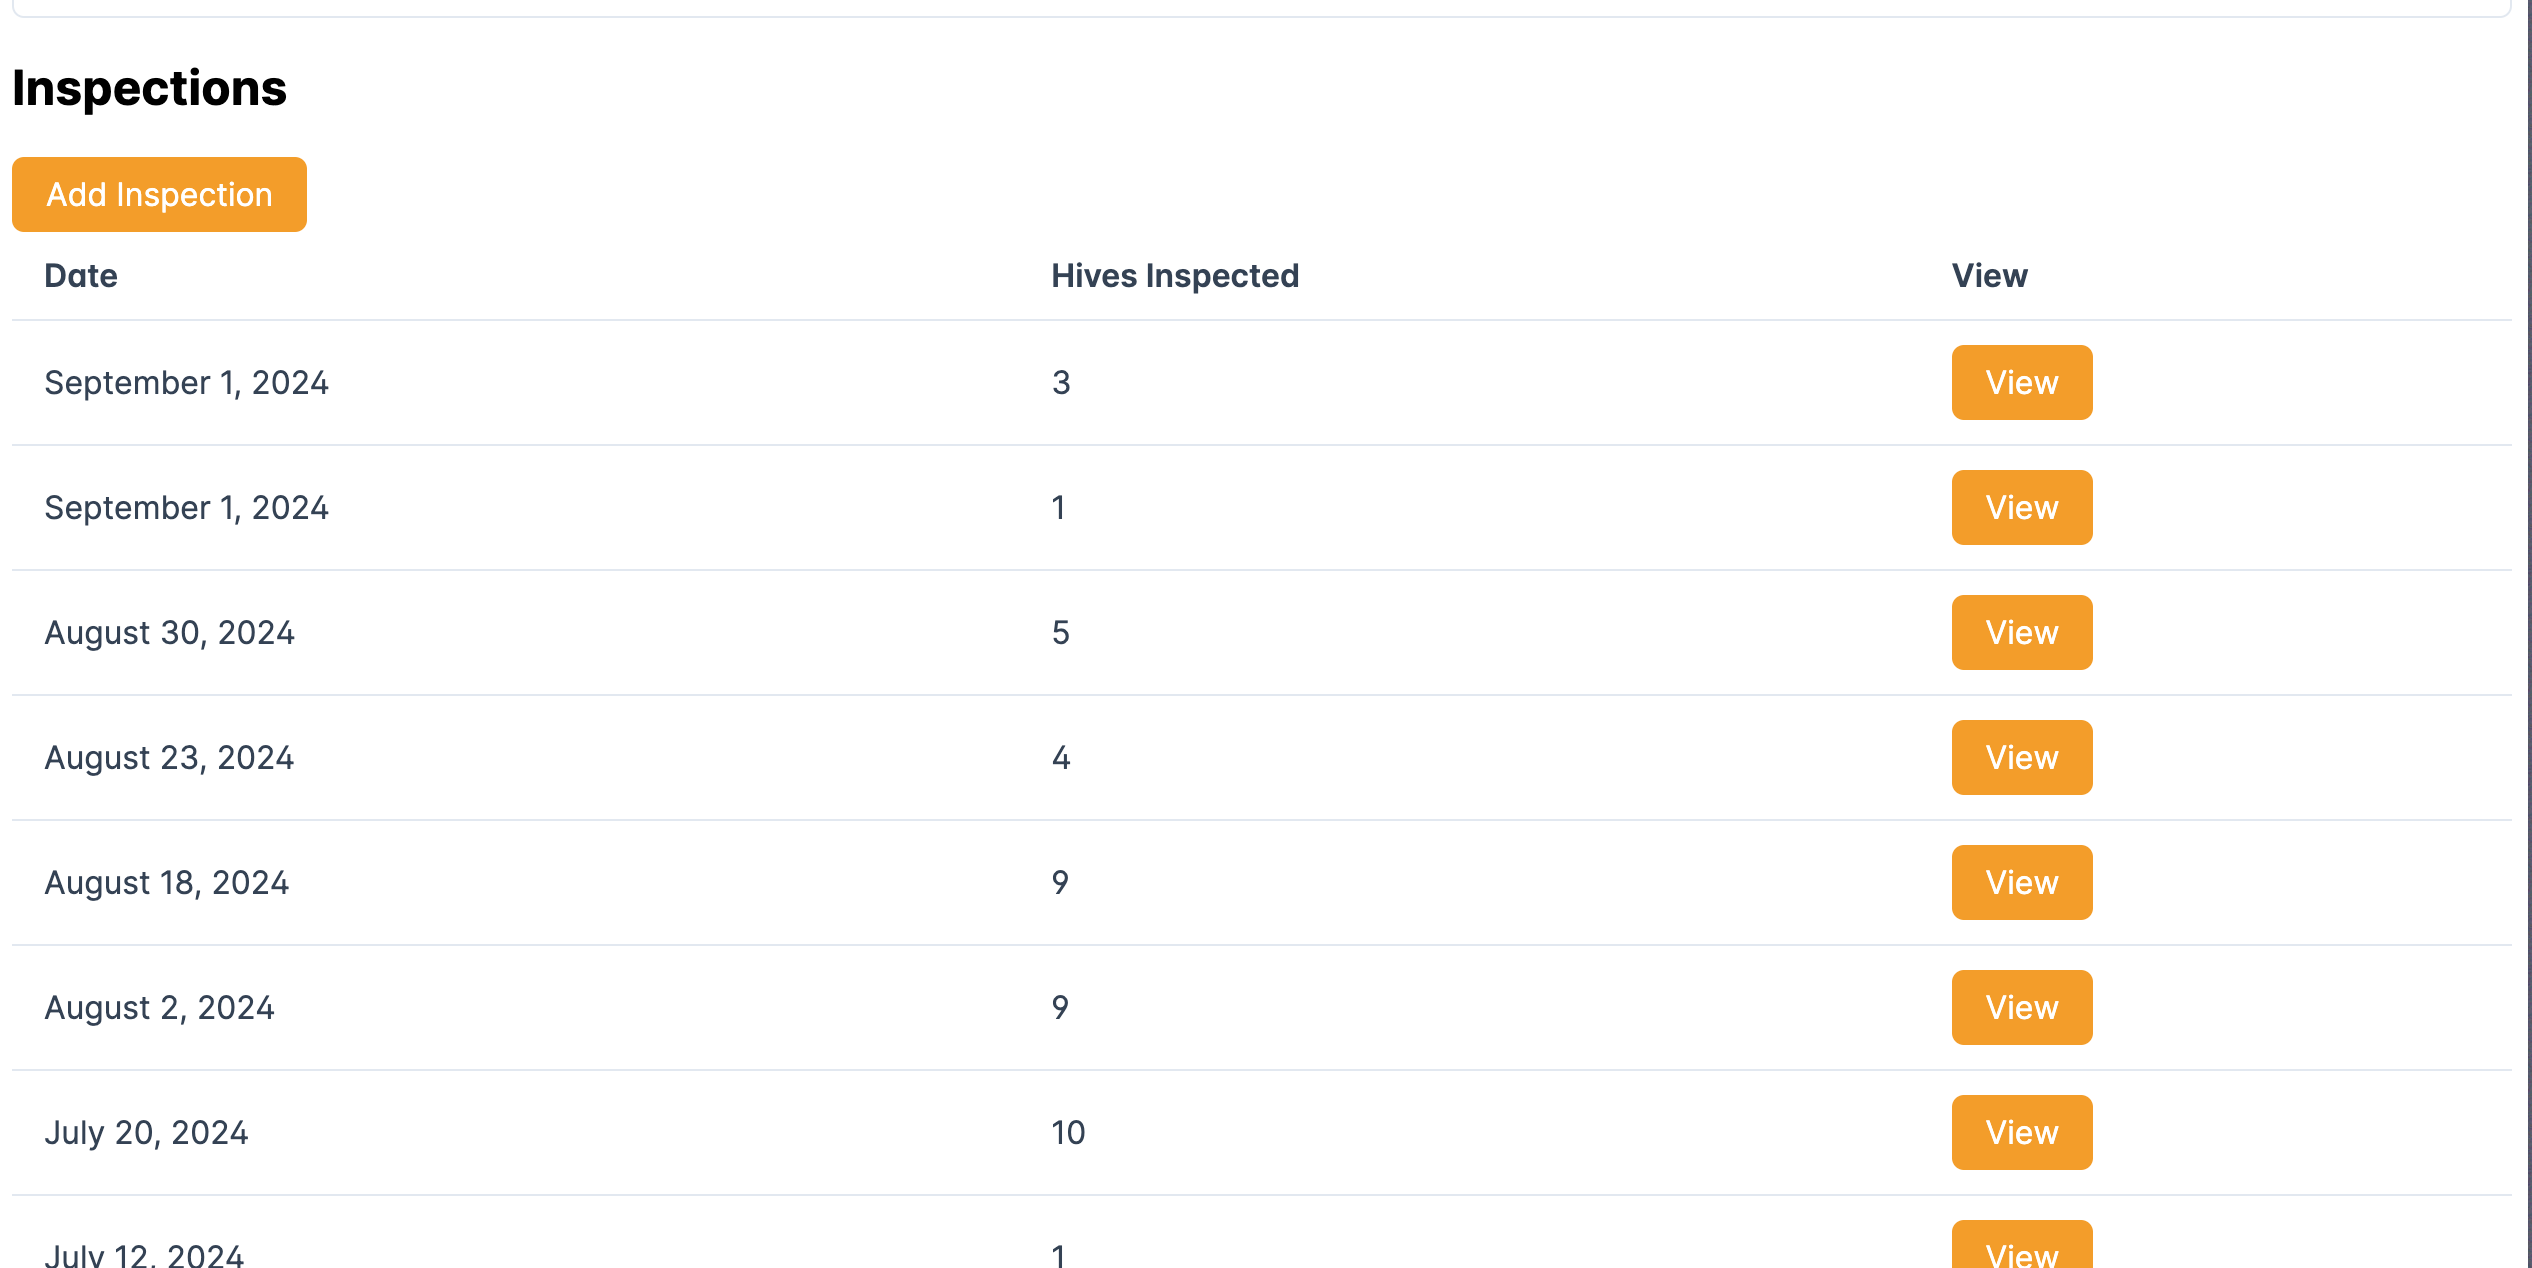 Inspections
Add Inspection
Date Hives Inspected View
September 1, 2024 3 View
September 1, 2024 1 View
August 30, 2024 5 View
August 23, 2024 4 View
August 18, 2024 9 View
August 2, 2024 9 View
July 20, 2024 10 View
July 12, 2024 1 View